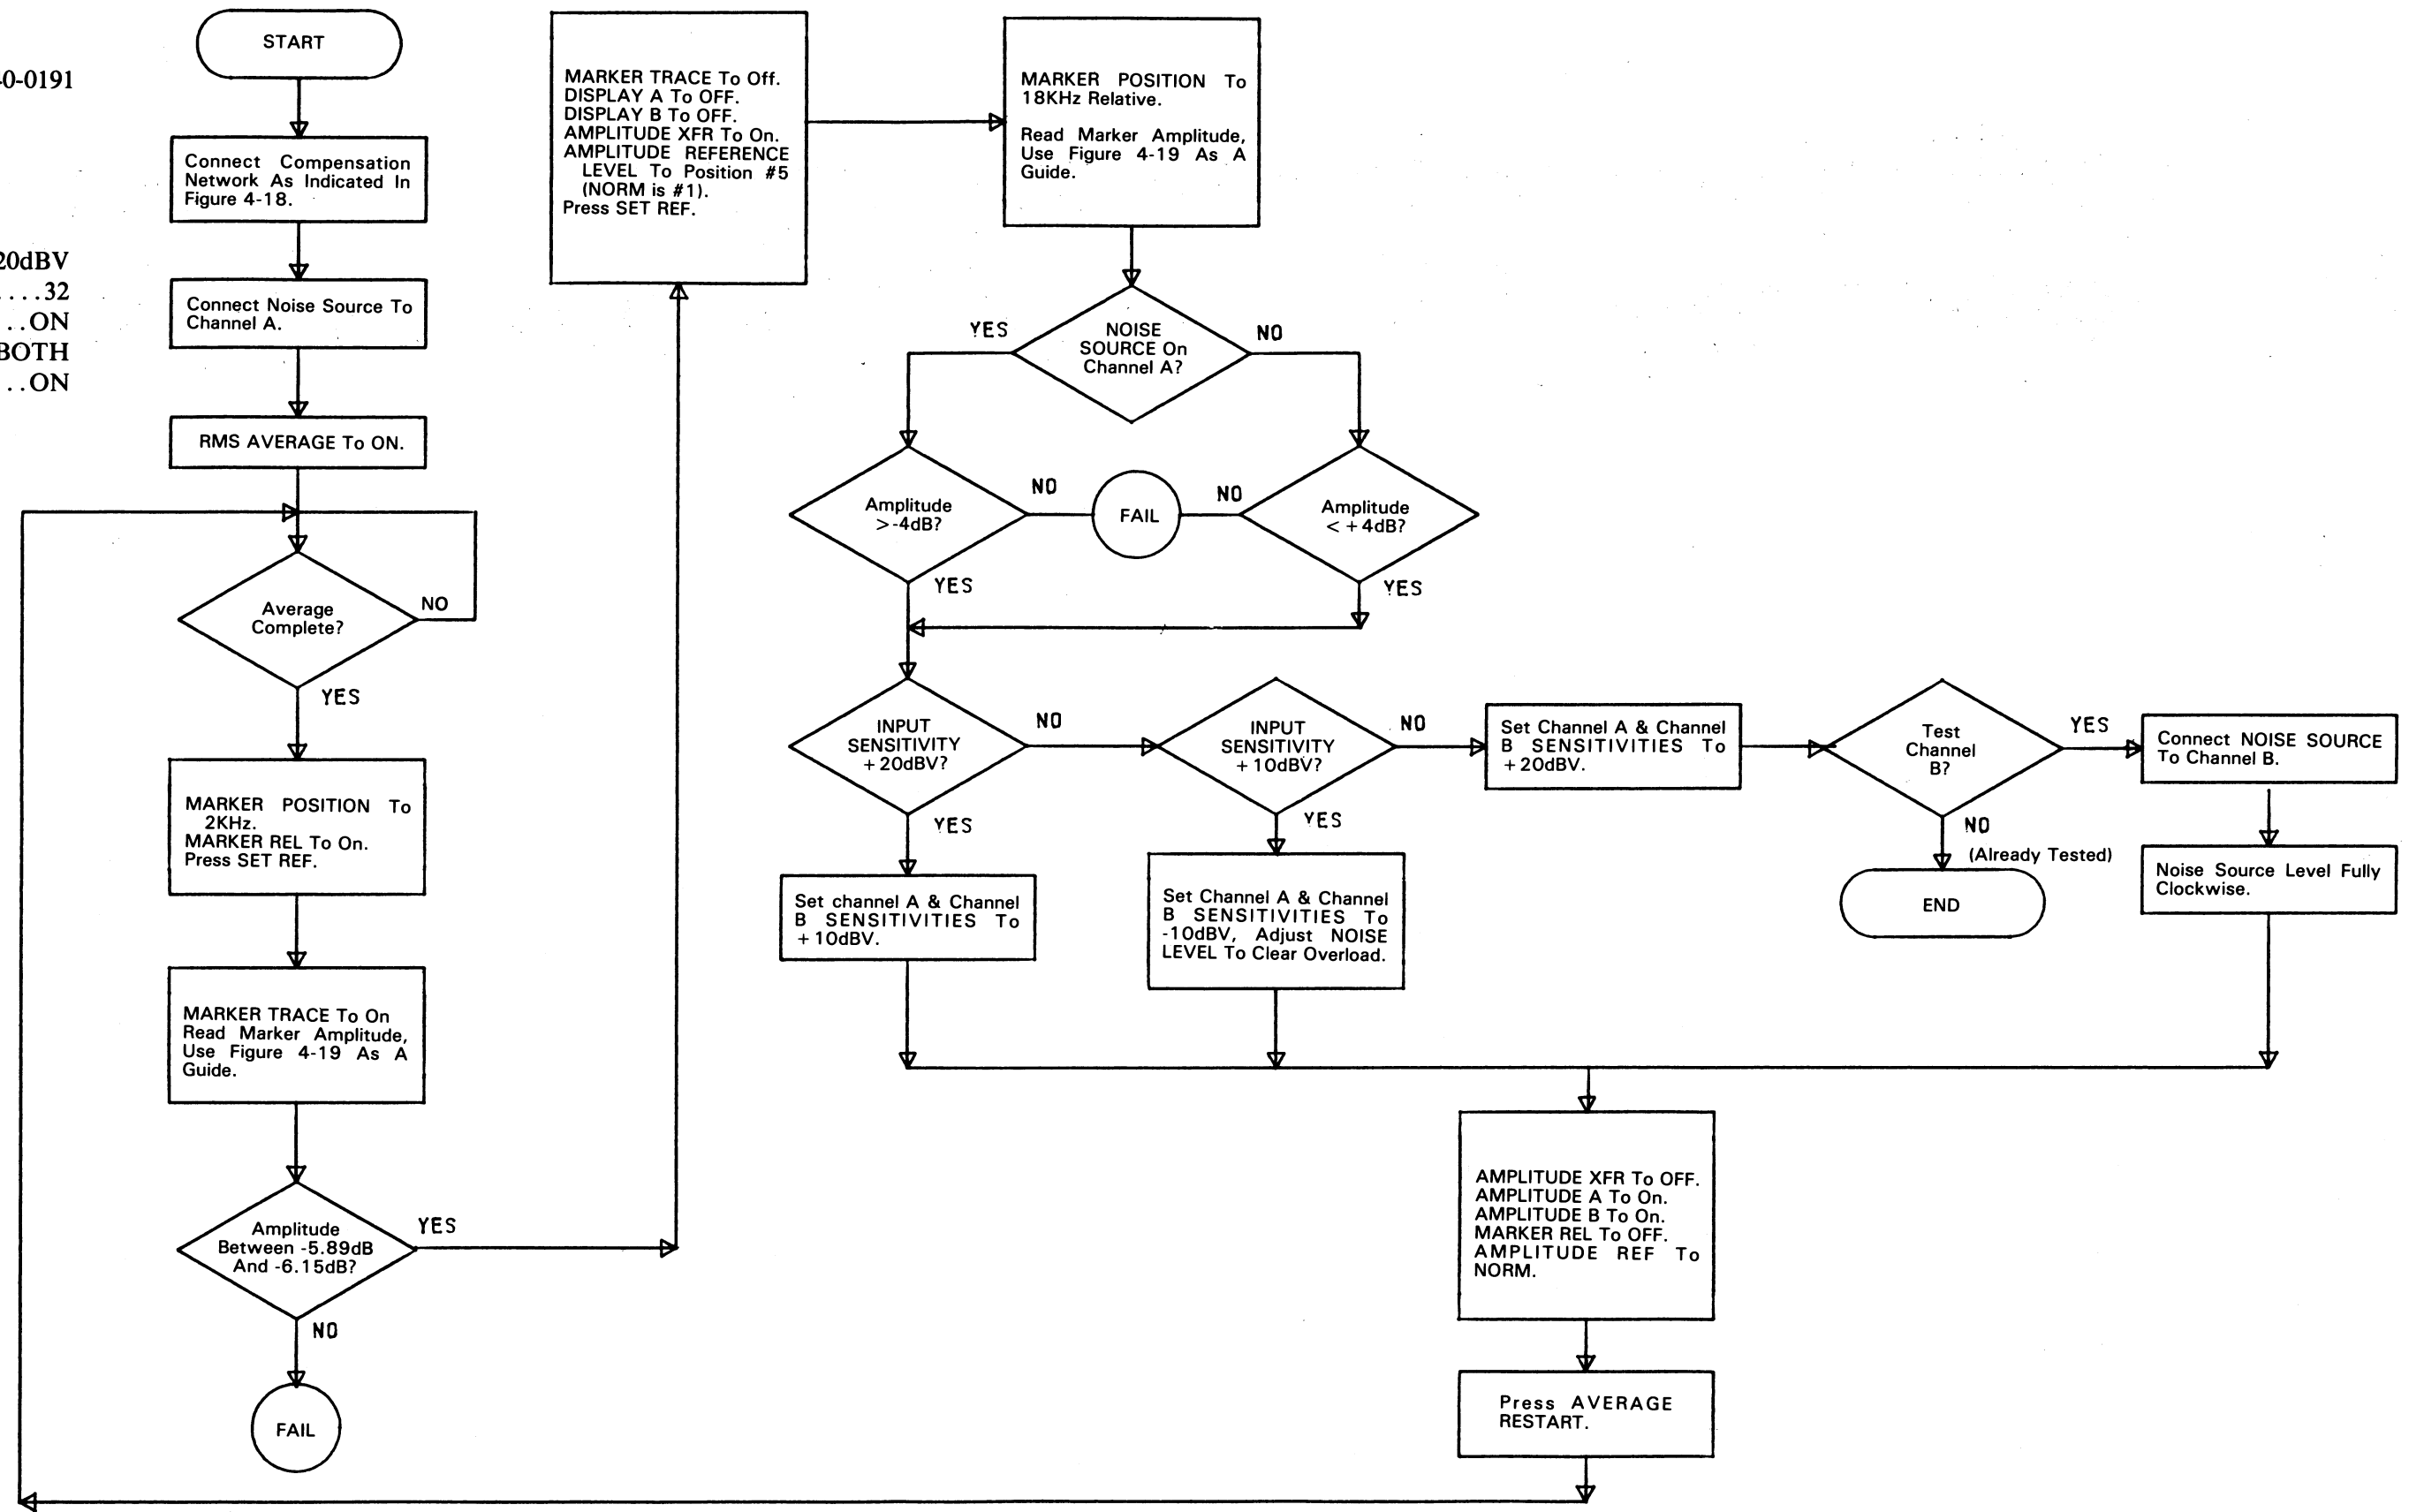 0-0191
20dBV
....32
..ON
BOTH
..ON
START
Connect Compensation
Network As Indicated In
Figure 4-18.
Connect Noise Source To
Channel A.
RMS AVERAGE To ON.
Average
Complete?
NO
YES
MARKER POSITION To
2KHz.
MARKER REL To On.
Press SET REF.
MARKER TRACE To On
Read Marker Amplitude,
Use Figure 4-19 As A
Guide.
Amplitude
Between -5.89dB
And -6.15dB?
YES
NO
FAIL
MARKER TRACE To Off.
DISPLAY A To OFF.
DISPLAY B To OFF.
AMPLITUDE XFR To On.
AMPLITUDE REFERENCE
LEVEL To Position #5
(NORM is #1).
Press SET REF.
MARKER POSITION To
18KHz Relative.
Read Marker Amplitude,
Use Figure 4-19 As A
Guide.
NOISE
SOURCE On
Channel A?
YES
NO
Amplitude
>-4dB?
NO
YES
FAIL
Amplitude
< +4dB?
NO
YES
INPUT
SENSITIVITY
+20dBV?
NO
YES
Set channel A & Channel
B SENSITIVITIES To
+10dBV.
INPUT
SENSITIVITY
+10dBV?
NO
YES
Set Channel A & Channel
B SENSITIVITIES To
-10dBV, Adjust NOISE
LEVEL To Clear Overload.
Set Channel A & Channel
B SENSITIVITIES To
+20dBV.
Test
Channel
B?
YES
NO
(Already Tested)
END
Connect NOISE SOURCE
To Channel B.
Noise Source Level Fully
Clockwise.
AMPLITUDE XFR To OFF.
AMPLITUDE A To On.
AMPLITUDE B To On.
MARKER REL To OFF.
AMPLITUDE REF To
NORM.
Press AVERAGE
RESTART.